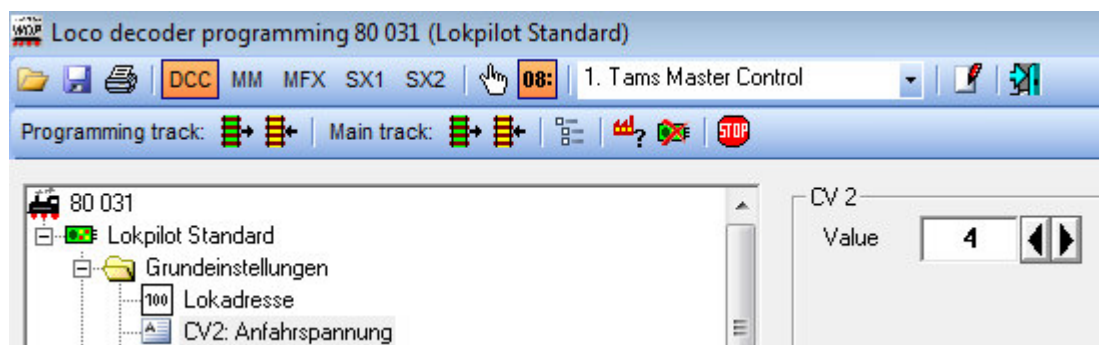 Loco decoder programming 80 031 (Lokpilot Standard)
DCC MM MFX SX1 SX2 08: 1. Tams Master Control
Programming track: Main track: ? STOP
80 031
Lokpilot Standard
Grundeinstellungen
100 Lokadresse
CV2: Anfahrspannung
CV 2
Value 4